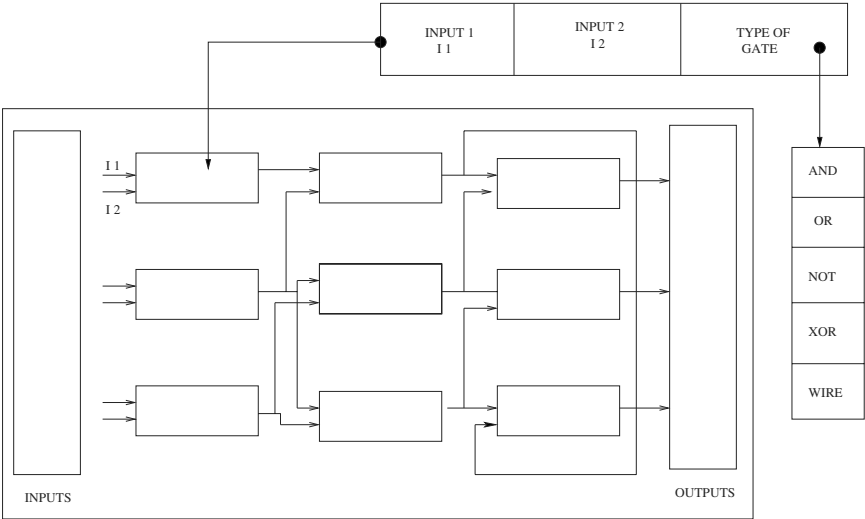 INPUT 1
I 1
INPUT 2
I 2
TYPE OF
GATE
I 1
I 2
AND
OR
NOT
XOR
WIRE
INPUTS
OUTPUTS